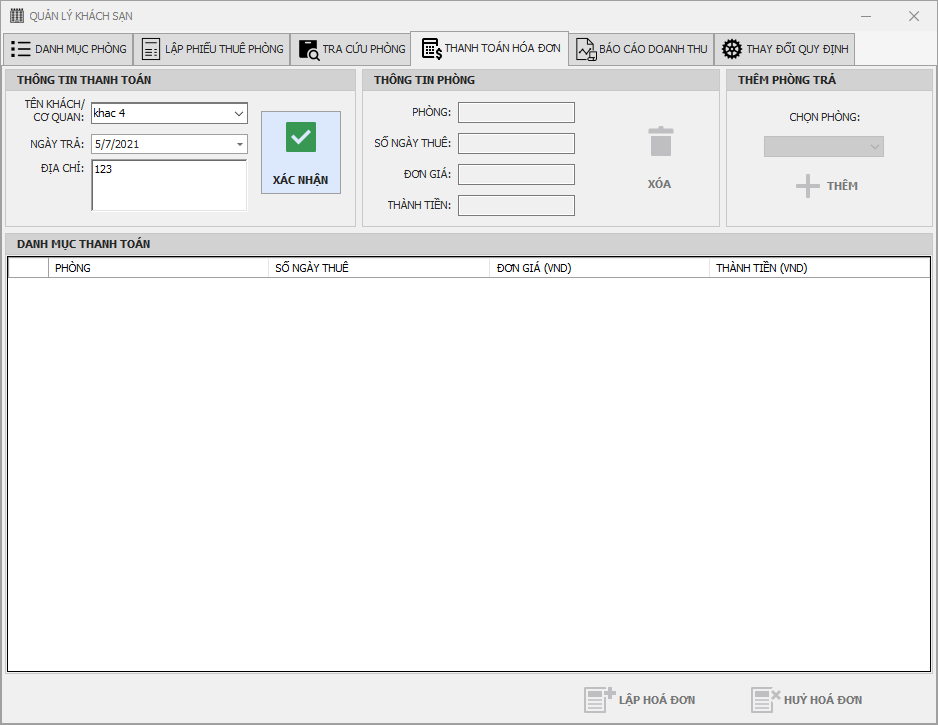 QUẢN LÝ KHÁCH SẠN
DANH MỤC PHÒNG
LẬP PHIẾU THUÊ PHÒNG
TRA CỨU PHÒNG
THANH TOÁN HÓA ĐƠN
BÁO CÁO DOANH THU
THAY ĐỔI QUY ĐỊNH
THÔNG TIN THANH TOÁN
TÊN KHÁCH/
CƠ QUAN:
khac 4
NGÀY TRẢ:
5/7/2021
ĐỊA CHỈ:
123
XÁC NHẬN
THÔNG TIN PHÒNG
PHÒNG:
SỐ NGÀY THUÊ:
ĐƠN GIÁ:
THÀNH TIỀN:
XÓA
THÊM PHÒNG TRẢ
CHỌN PHÒNG:
THÊM
DANH MỤC THANH TOÁN
PHÒNG
SỐ NGÀY THUÊ
ĐƠN GIÁ (VND)
THÀNH TIỀN (VND)
LẬP HOÁ ĐƠN
HUỶ HOÁ ĐƠN